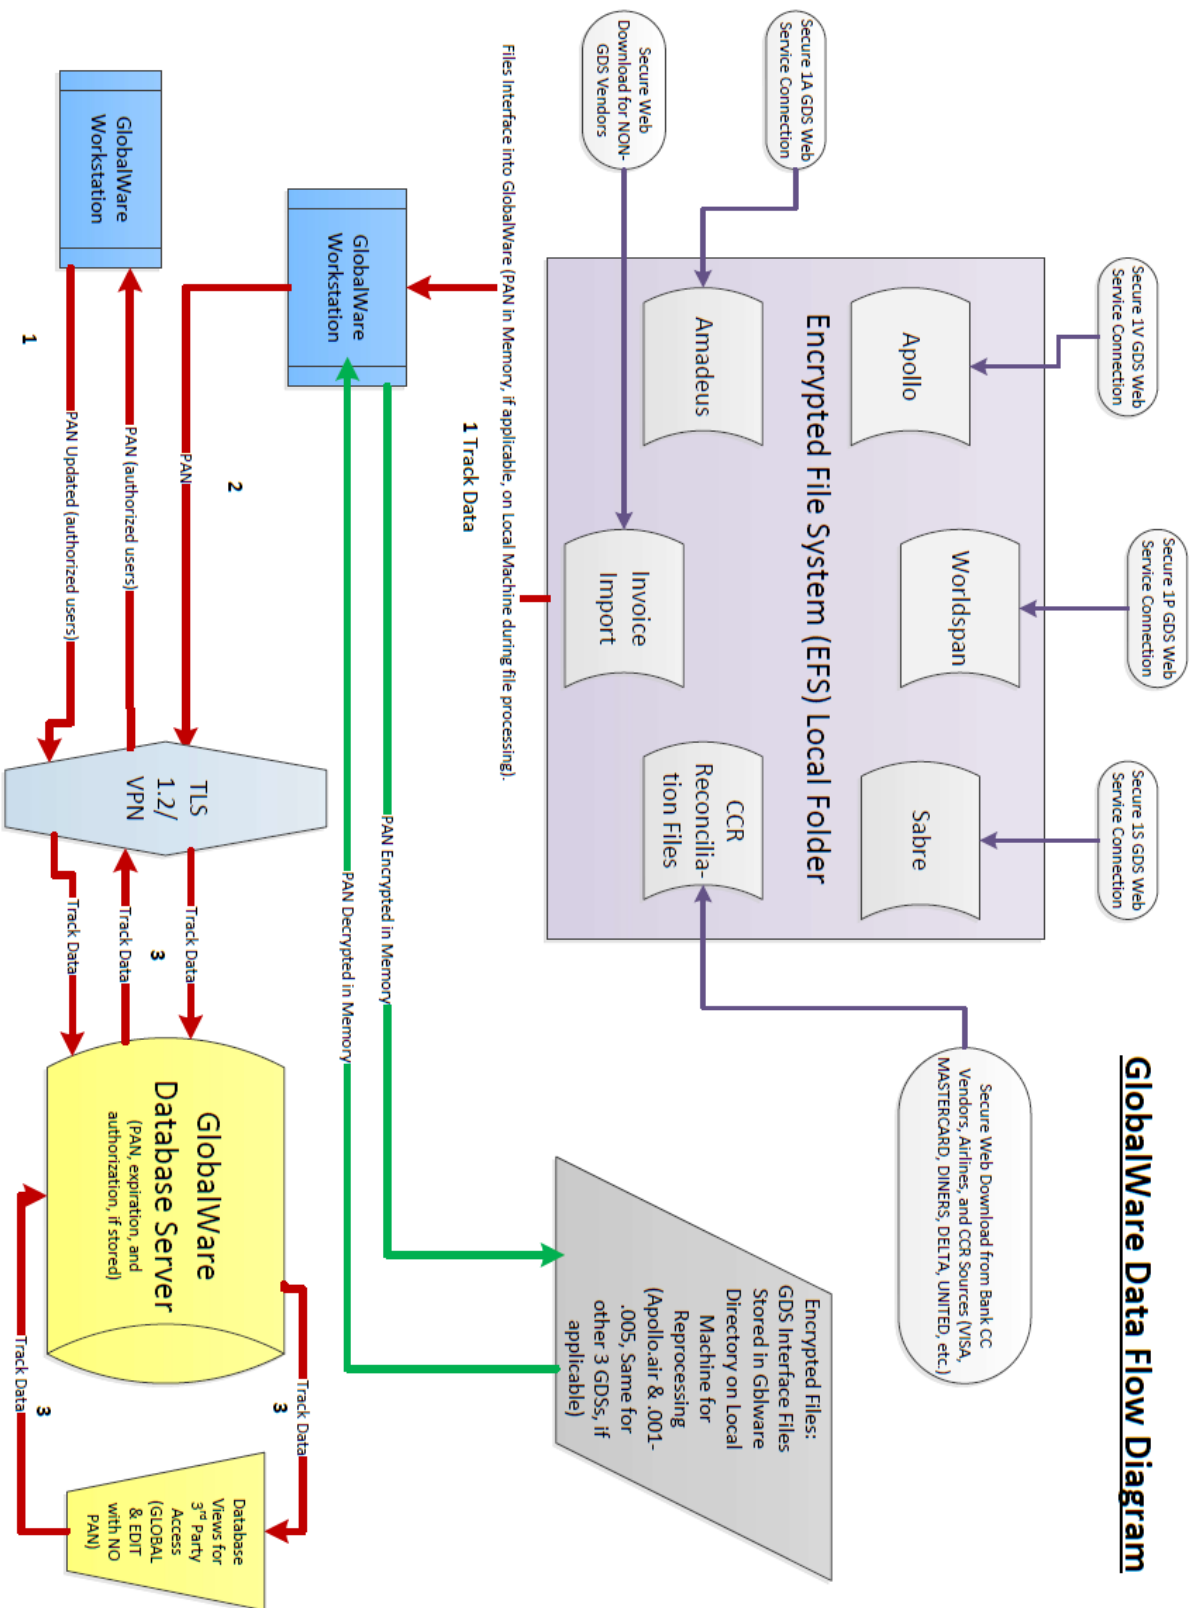 GlobalWare Data Flow Diagram
Secure 1V GDS Web
Service Connection
Secure 1P GDS Web
Service Connection
Secure 1S GDS Web
Service Connection
Secure 1A GDS Web
Service Connection
Secure Web
Download for NON-
GDS Vendors
Secure Web Download from Bank CC
Vendors, Airlines, and CCR Sources (VISA,
MASTERCARD, DINERS, DELTA, UNITED, etc.)
Apollo
Worldspan
Sabre
Encrypted File System (EFS) Local Folder
Amadeus
Invoice
Import
CCR
Reconcilia-
tion Files
Encrypted Files:
GDS Interface Files
Stored in Gblware
Directory on Local
Machine for
Reprocessing
(Apollo.air & .001-
.005, Same for
other 3 GDSs, if
applicable)
Files Interface into GlobalWare (PAN in Memory, if applicable, on Local Machine during file processing).
1 Track Data
GlobalWare
Workstation
PAN Encrypted in Memory
PAN Decrypted in Memory
2
PAN
GlobalWare
Workstation
PAN (authorized users)
PAN Updated (authorized users)
1
TLS
1.2/
VPN
Track Data
3
Track Data
Track Data
GlobalWare
Database Server
(PAN, expiration, and
authorization, if stored)
Track Data
3
Track Data
3
Database
Views for
3rd Party
Access
(GLOBAL
& EDIT
with NO
PAN)